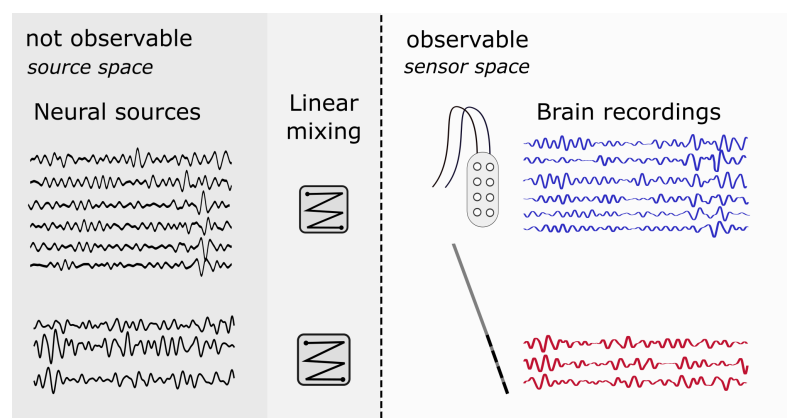 not observable
source space
Neural sources
Linear
mixing
observable
sensor space
Brain recordings